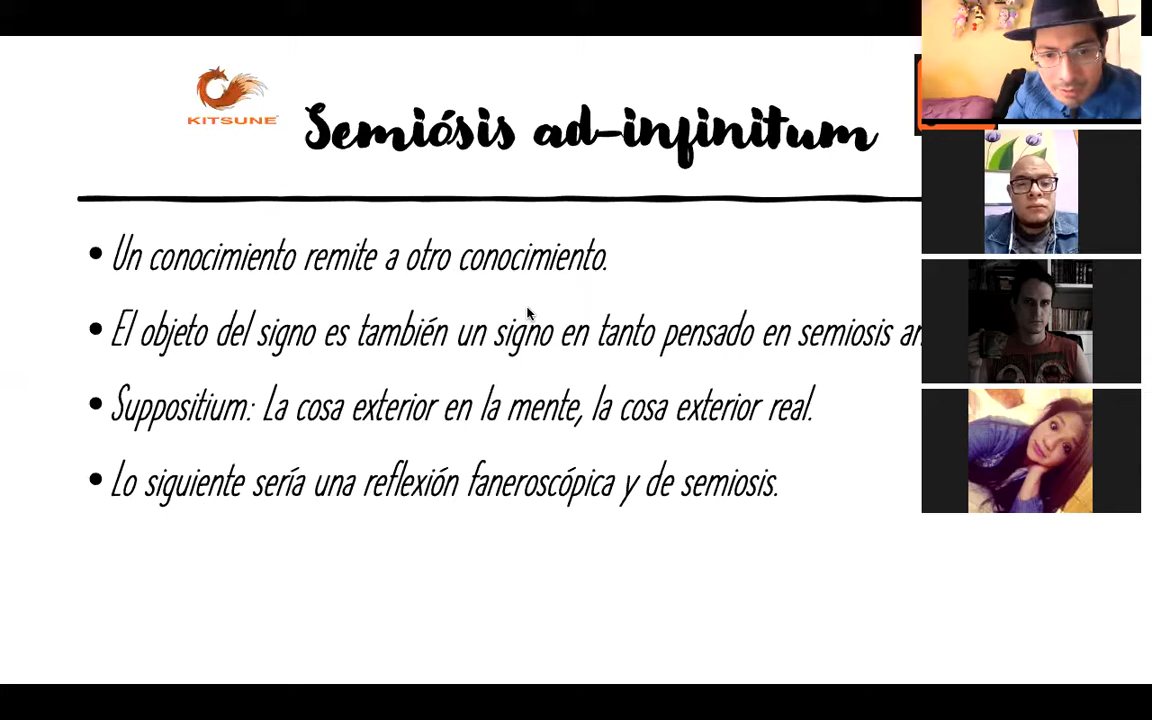 KITSUNE
Semiósis ad-infinitum
• Un conocimiento remite a otro conocimiento.
• El objeto del signo es también un signo en tanto pensado en semiosis
• Suppositium: La cosa exterior en la mente, la cosa exterior real.
• Lo siguiente sería una reflexión faneroscópica y de semiosis.